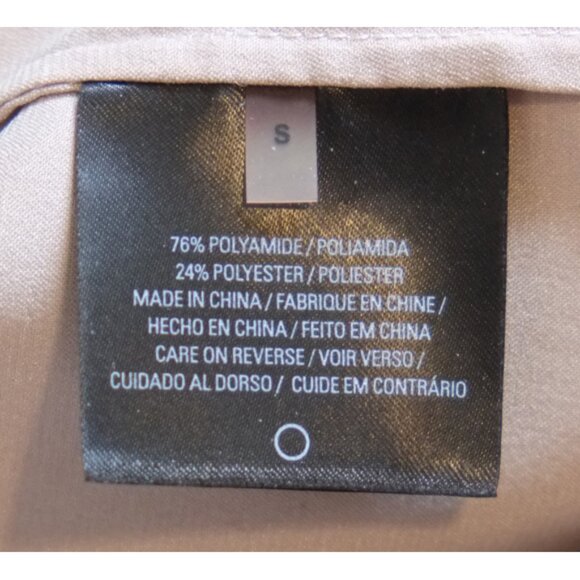 S
76% POLYAMIDE / POLIAMIDA
24% POLYESTER / POLIESTER
MADE IN CHINA / FABRIQUE EN CHINE /
HECHO EN CHINA / FEITO EM CHINA
CARE ON REVERSE / VOIR VERSO /
CUIDADO AL DORSO / CUIDE EM CONTRÁRIO